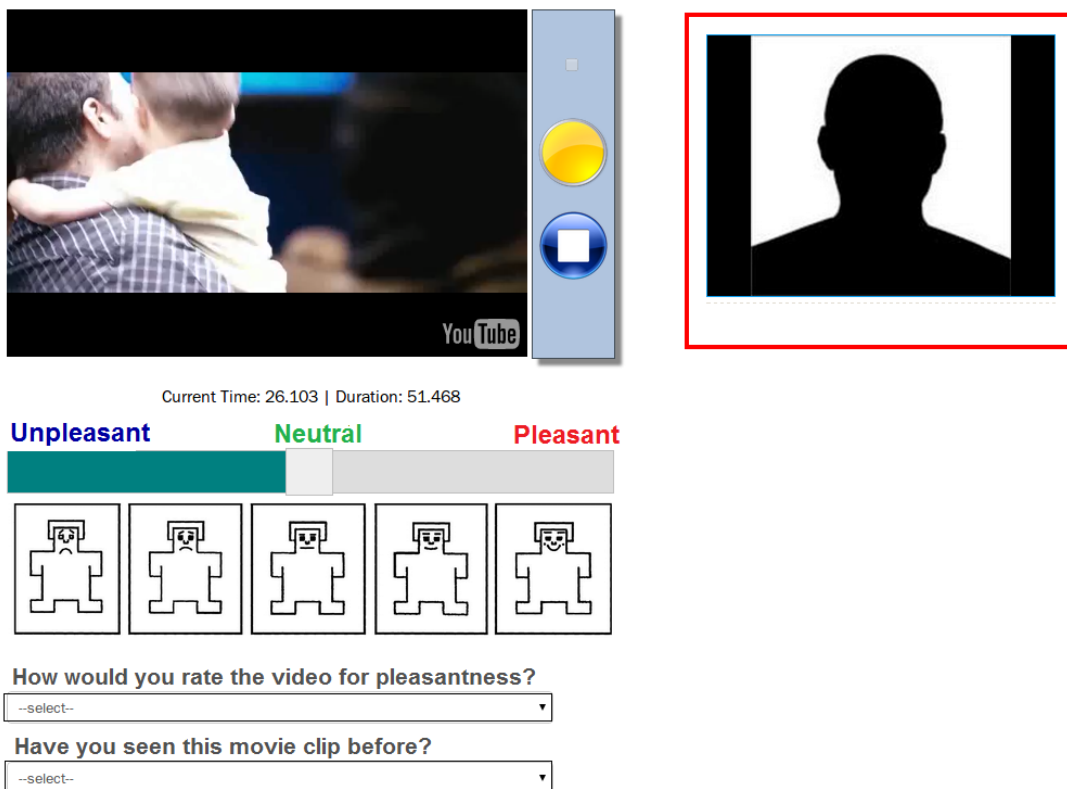 YouTube
Current Time: 26.103 | Duration: 51.468
Unpleasant Neutral Pleasant
How would you rate the video for pleasantness?
--select--
Have you seen this movie clip before?
--select--